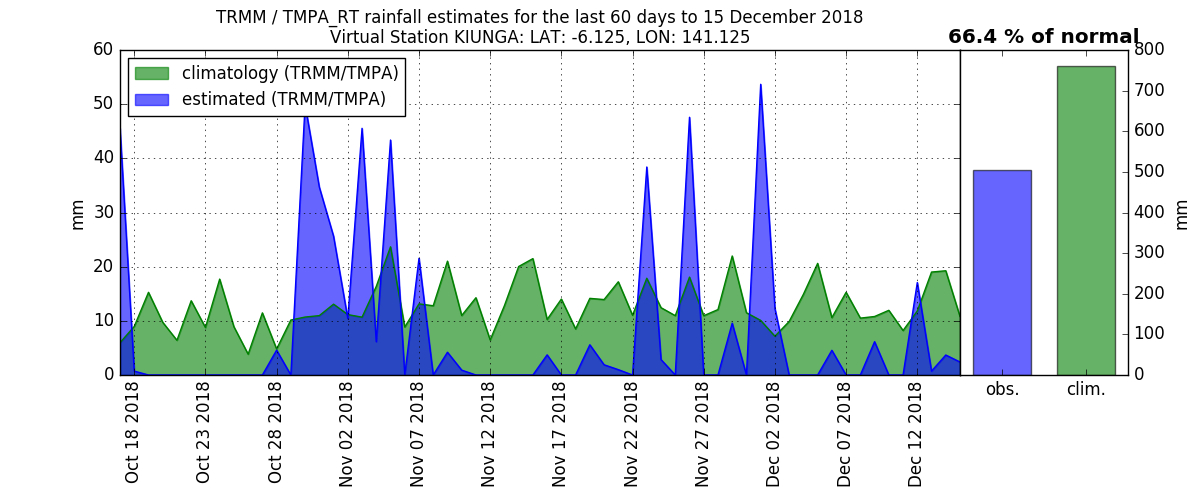 TRMM / TMPA_RT rainfall estimates for the last 60 days to 15 December 2018
Virtual Station KIUNGA: LAT: -6.125, LON: 141.125
66.4 % of normal
climatology (TRMM/TMPA)
estimated (TRMM/TMPA)
mm
60
50
40
30
20
10
0
Oct 18 2018
Oct 23 2018
Oct 28 2018
Nov 02 2018
Nov 07 2018
Nov 12 2018
Nov 17 2018
Nov 22 2018
Nov 27 2018
Dec 02 2018
Dec 07 2018
Dec 12 2018
obs.
clim.
800
700
600
500
400
300
200
100
0
mm